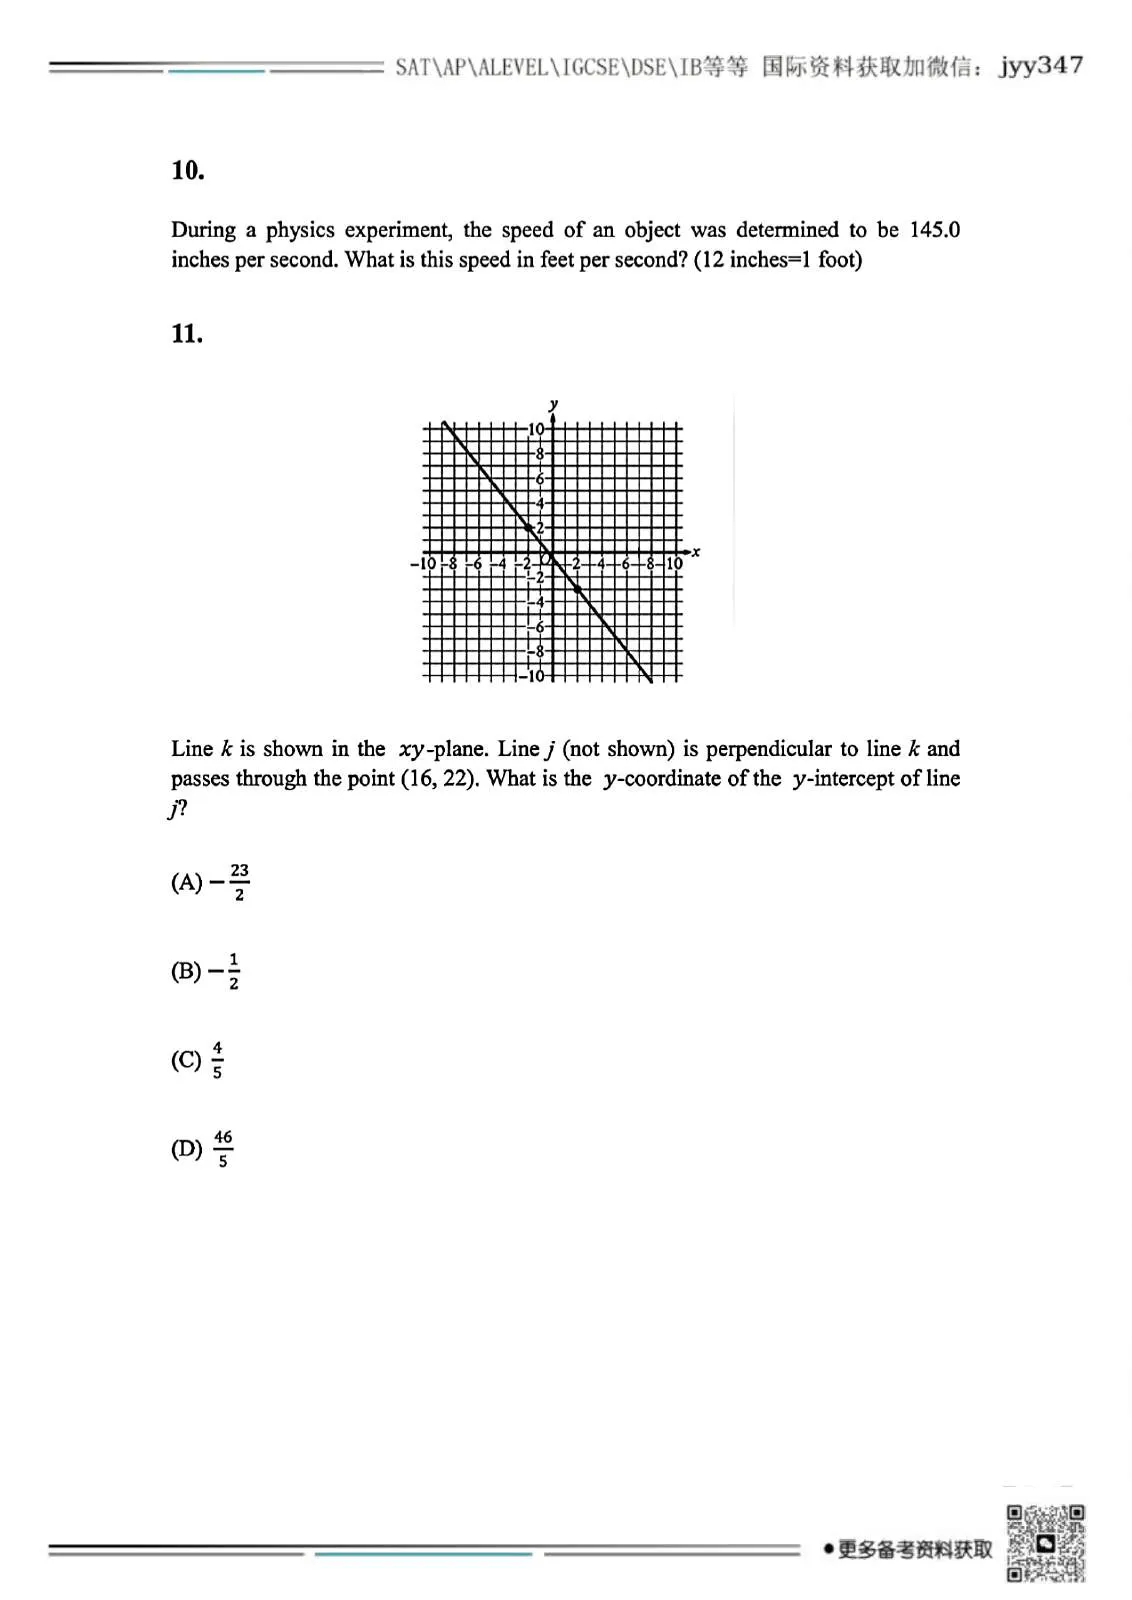 SAT\AP\ALEVEL\IGCSE\DSE\IB等等 国际资料获取加微信：jyy347
10.
During a physics experiment, the speed of an object was determined to be 145.0
inches per second. What is this speed in feet per second? (12 inches=1 foot)
11.
y
10
8
6
4
2
x
-10 -8 -6 -4 -2 O 2 4 6 8 10
-2
-4
-6
-8
-10
Line k is shown in the xy-plane. Line j (not shown) is perpendicular to line k and
passes through the point (16, 22). What is the y-coordinate of the y-intercept of line
j?
(A) −23/2
(B) −1/2
(C) 4/5
(D) 46/5
●更多备考资料获取